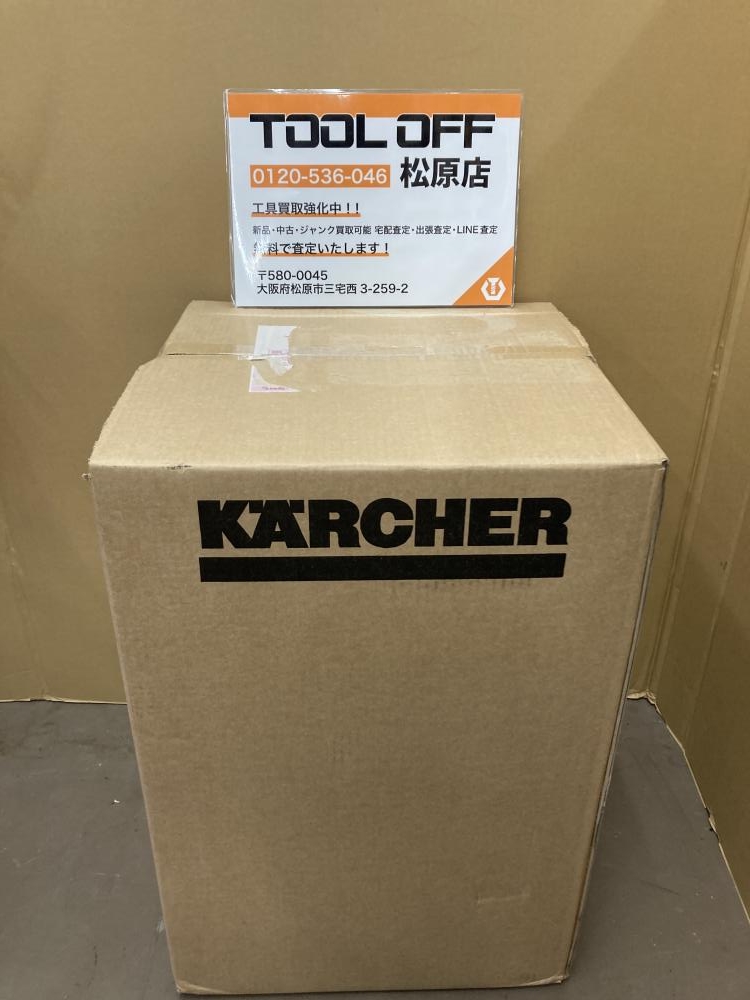 TOOL OFF
0120-536-046 松原店
工具買取強化中!!
新品・中古・ジャンク買取可能 宅配査定・出張査定・LINE査定
無料で査定いたします!
〒580-0045
大阪府松原市三宅西 3-259-2
KÄRCHER